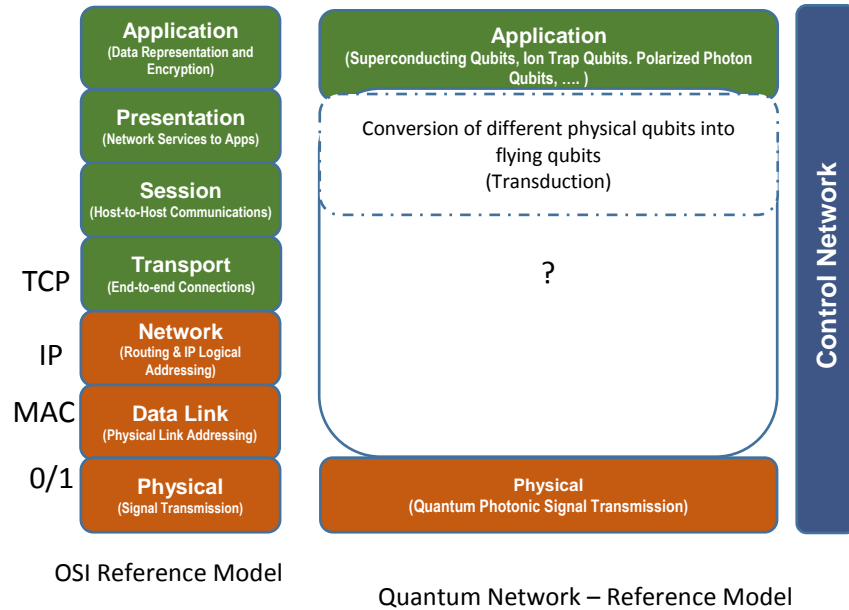 Application
(Data Representation and
Encryption)
Presentation
(Network Services to Apps)
Session
(Host-to-Host Communications)
TCP
Transport
(End-to-end Connections)
IP
Network
(Routing & IP Logical
Addressing)
MAC
Data Link
(Physical Link Addressing)
0/1
Physical
(Signal Transmission)
OSI Reference Model
Application
(Superconducting Qubits, Ion Trap Qubits. Polarized Photon
Qubits, …. )
Conversion of different physical qubits into
flying qubits
(Transduction)
?
Physical
(Quantum Photonic Signal Transmission)
Quantum Network – Reference Model
Control Network